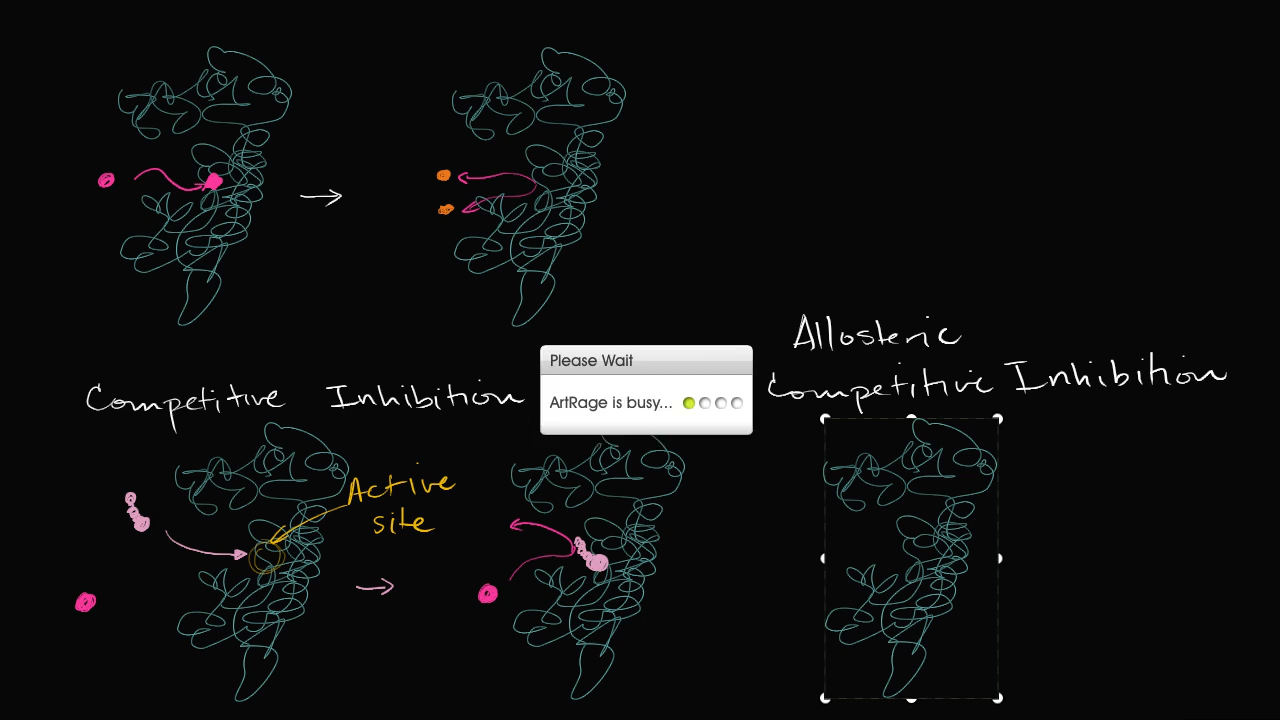 Allosteric
Competitive Inhibition
Please Wait
ArtRage is busy...
Competitive Inhibition
Active
site